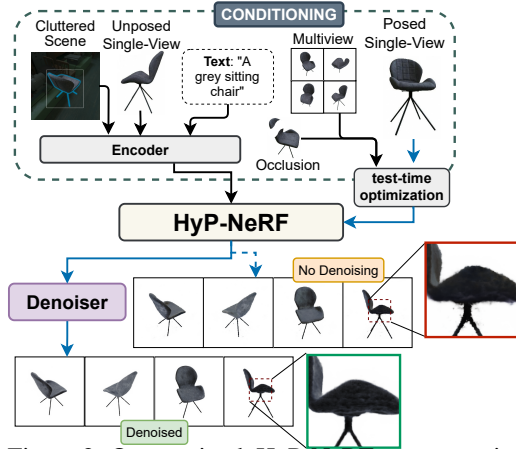 CONDITIONING
Cluttered
Scene
Unposed
Single-View
Text: "A
grey sitting
chair"
Multiview
Posed
Single-View
Encoder
Occlusion
test-time
optimization
HyP-NeRF
No Denoising
Denoiser
Denoised